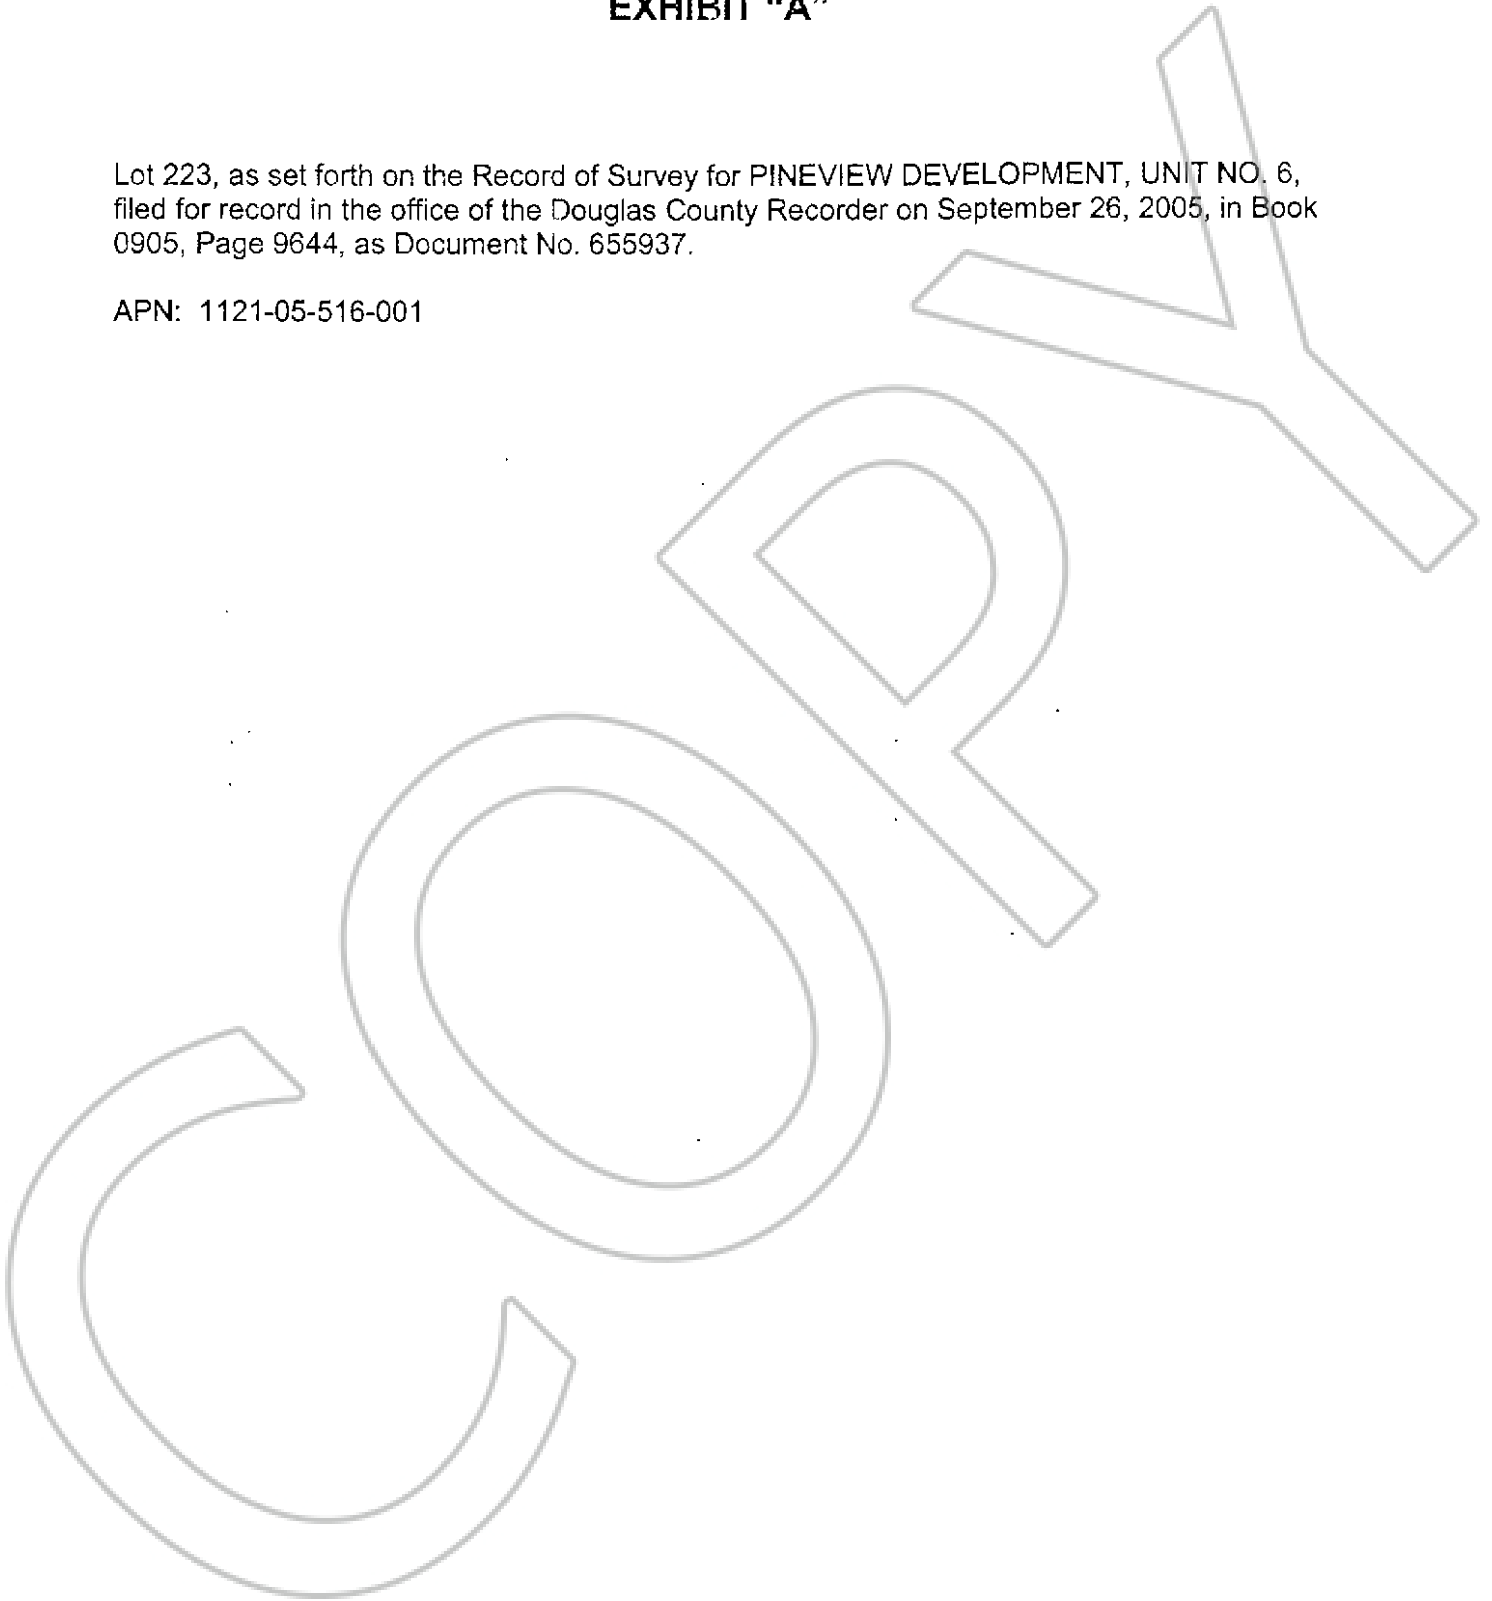 EXHIBIT "A"
Lot 223, as set forth on the Record of Survey for PINEVIEW DEVELOPMENT, UNIT NO. 6,
filed for record in the office of the Douglas County Recorder on September 26, 2005, in Book
0905, Page 9644, as Document No. 655937.
APN: 1121-05-516-001
COPY